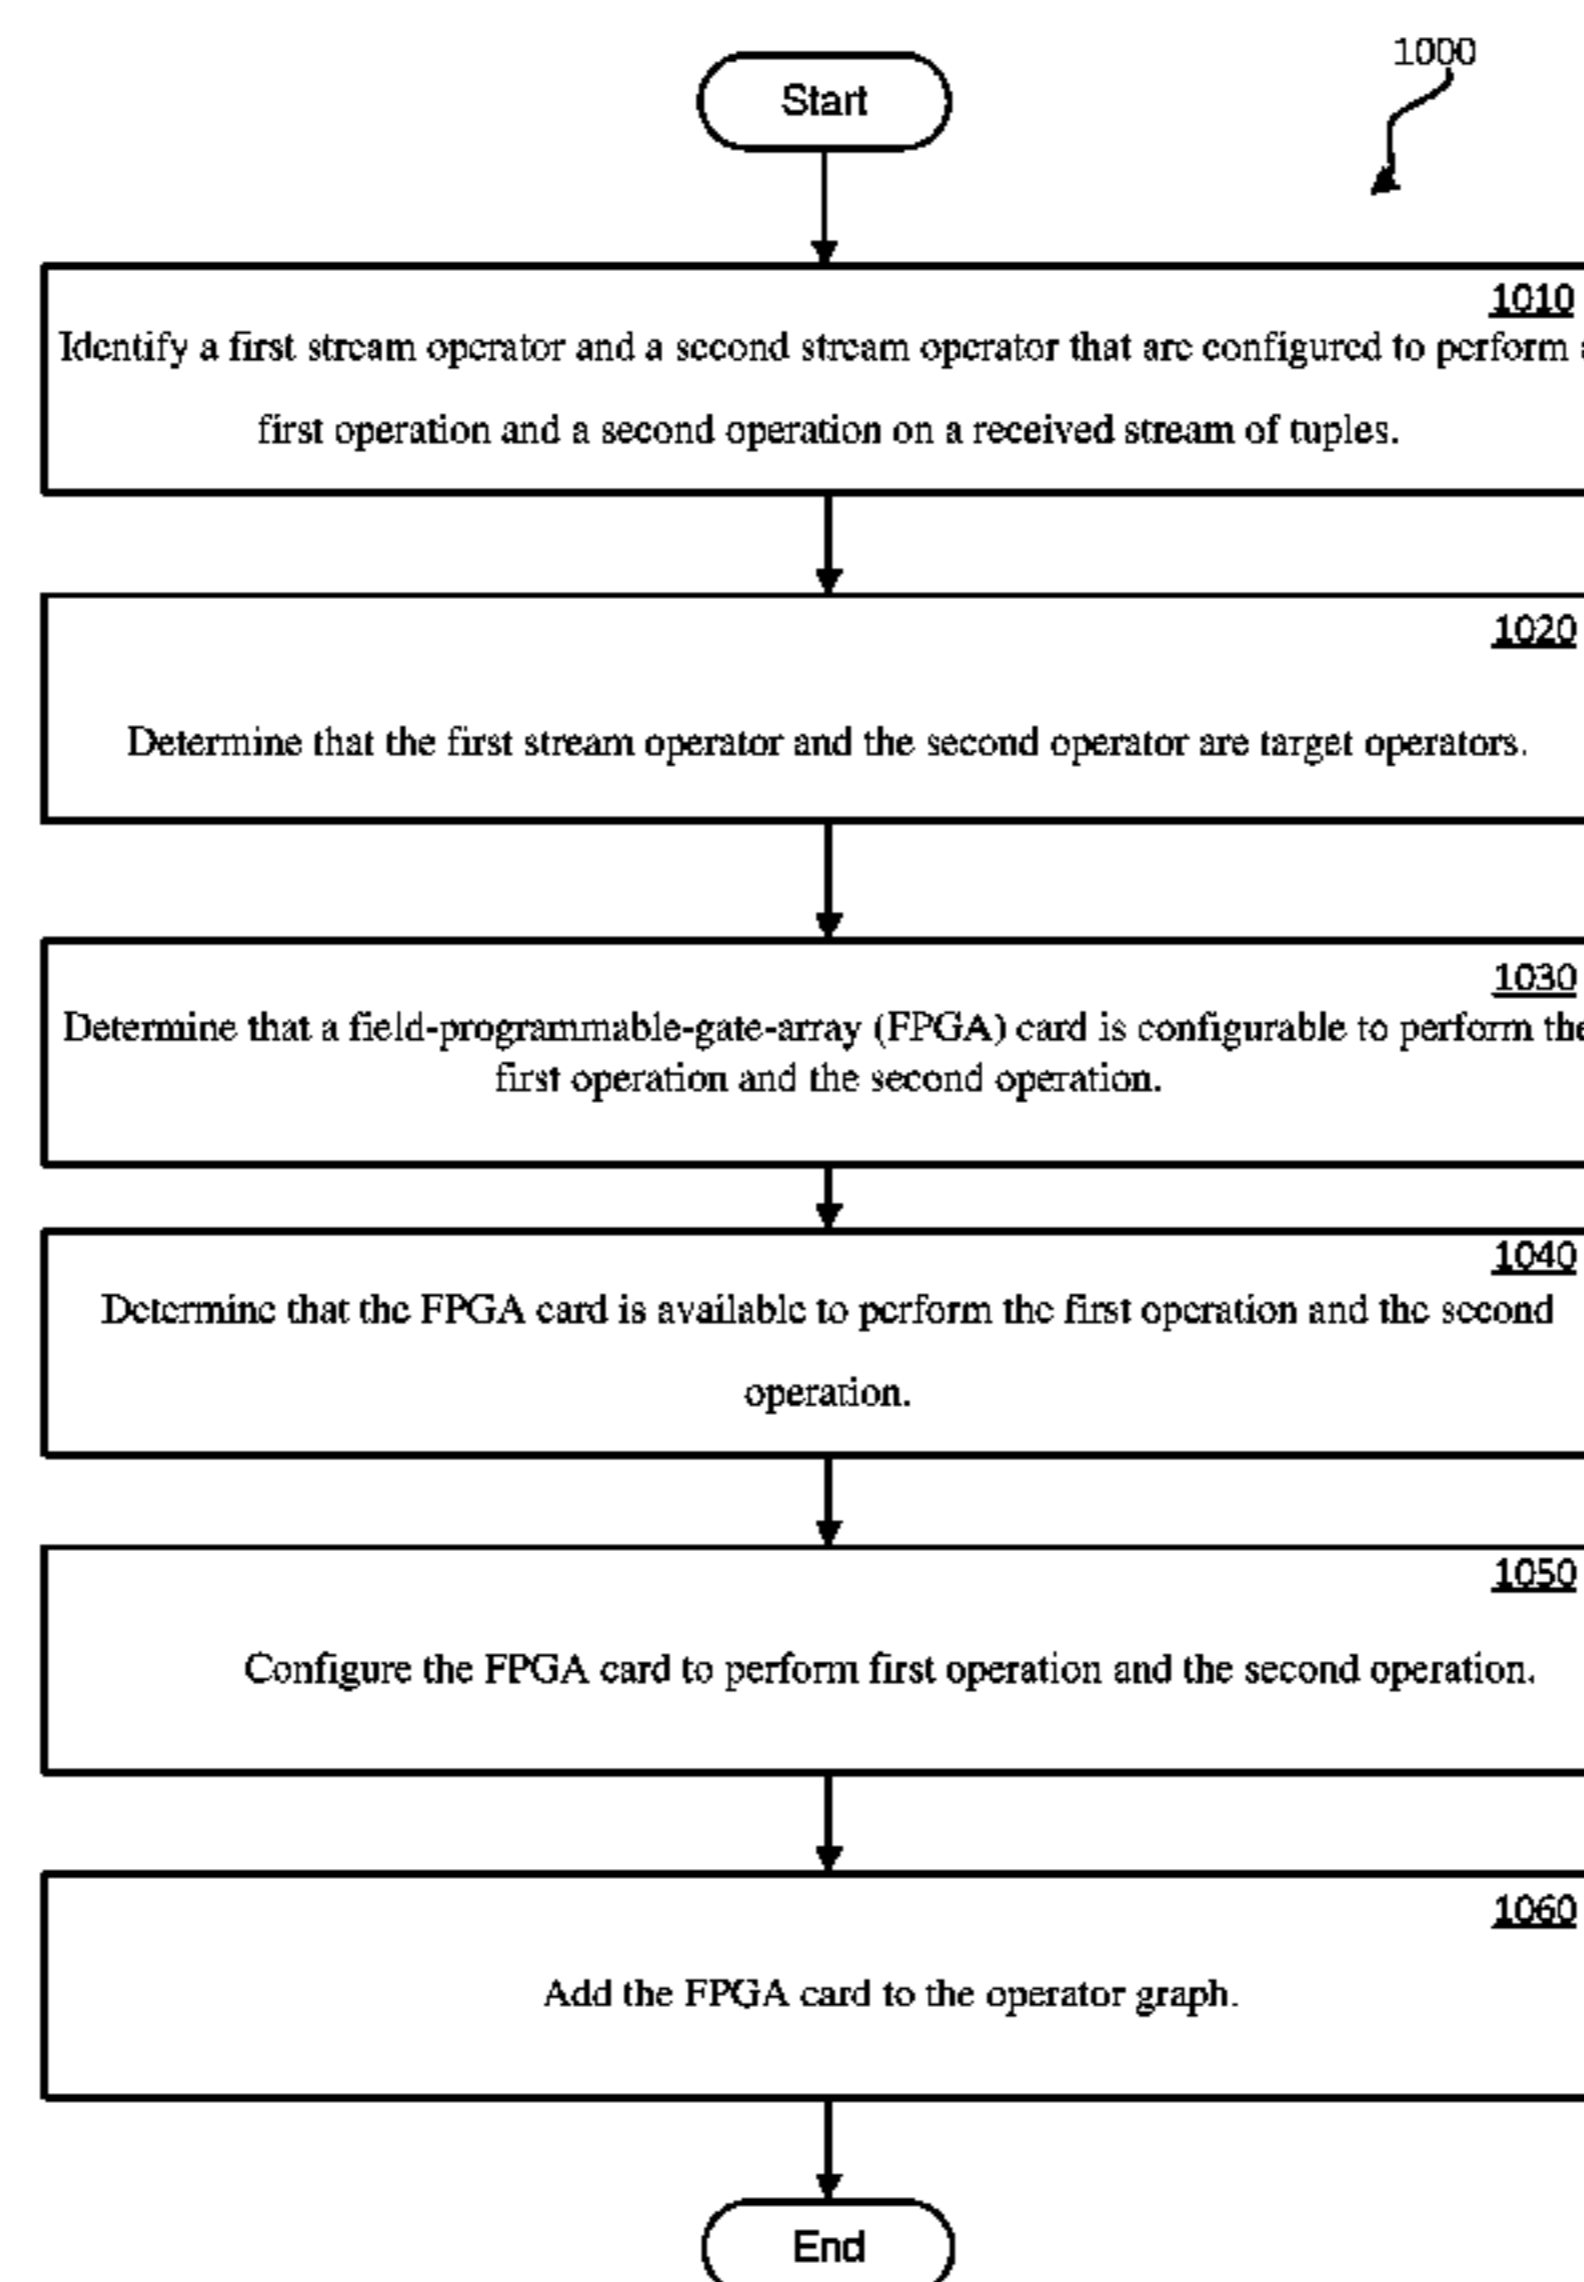 1000
Start
1010
Identify a first stream operator and a second stream operator that are configured to perform
first operation and a second operation on a received stream of tuples.
1020
Determine that the first stream operator and the second operator are target operators.
1030
Determine that a field-programmable-gate-array (FPGA) card is configurable to perform the
first operation and the second operation.
1040
Determine that the FPGA card is available to perform the first operation and the second
operation.
1050
Configure the FPGA card to perform first operation and the second operation.
1060
Add the FPGA card to the operator graph.
End